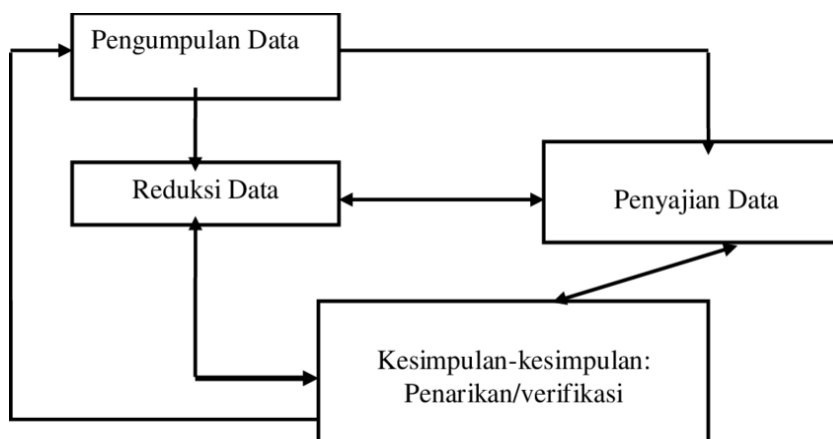 Pengumpulan Data
Reduksi Data
Penyajian Data
Kesimpulan-kesimpulan:
Penarikan/verifikasi